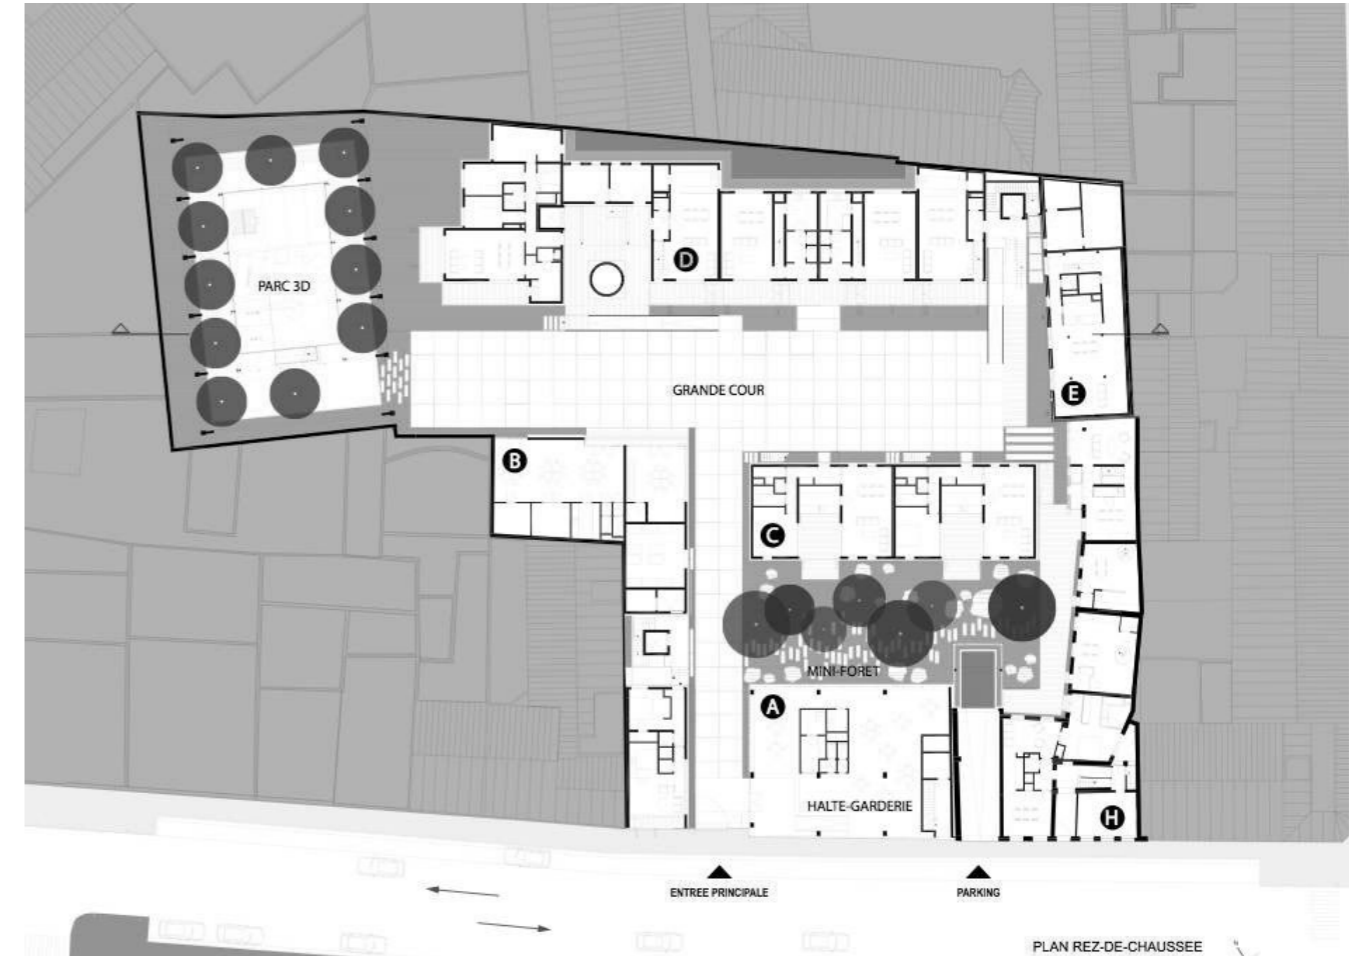 D
PARC 3D
GRANDE COUR
E
B
C
MINI-FORET
A
HALTE-GARDERIE
H
ENTREE PRINCIPALE
PARKING
PLAN REZ-DE-CHAUSSEE